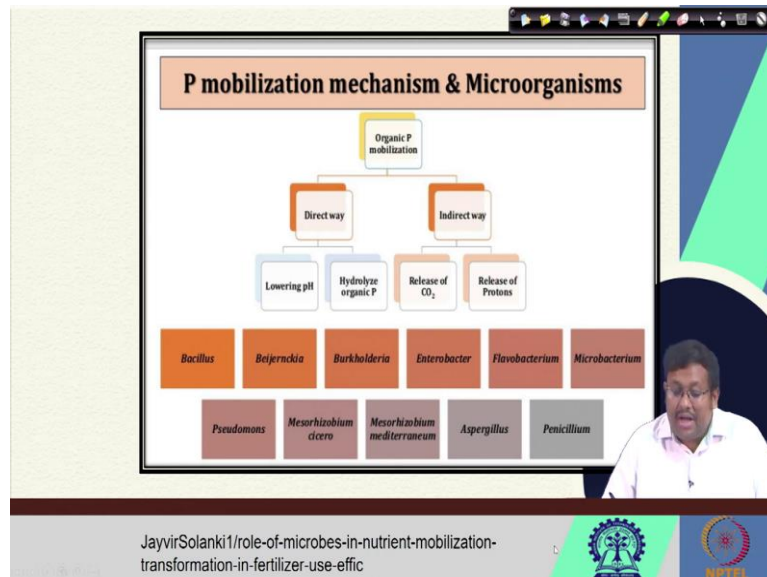 P mobilization mechanism & Microorganisms
Organic P
mobilization
Direct way
Indirect way
Lowering pH
Hydrolyze
organic P
Release of
CO₂
Release of
Protons
Bacillus
Beijernckia
Burkholderia
Enterobacter
Flavobacterium
Microbacterium
Pseudomons
Mesorhizobium
cicero
Mesorhizobium
mediterraneum
Aspergillus
Penicillium
JayvirSolanki1/role-of-microbes-in-nutrient-mobilization-
transformation-in-fertilizer-use-effic
NPTEL